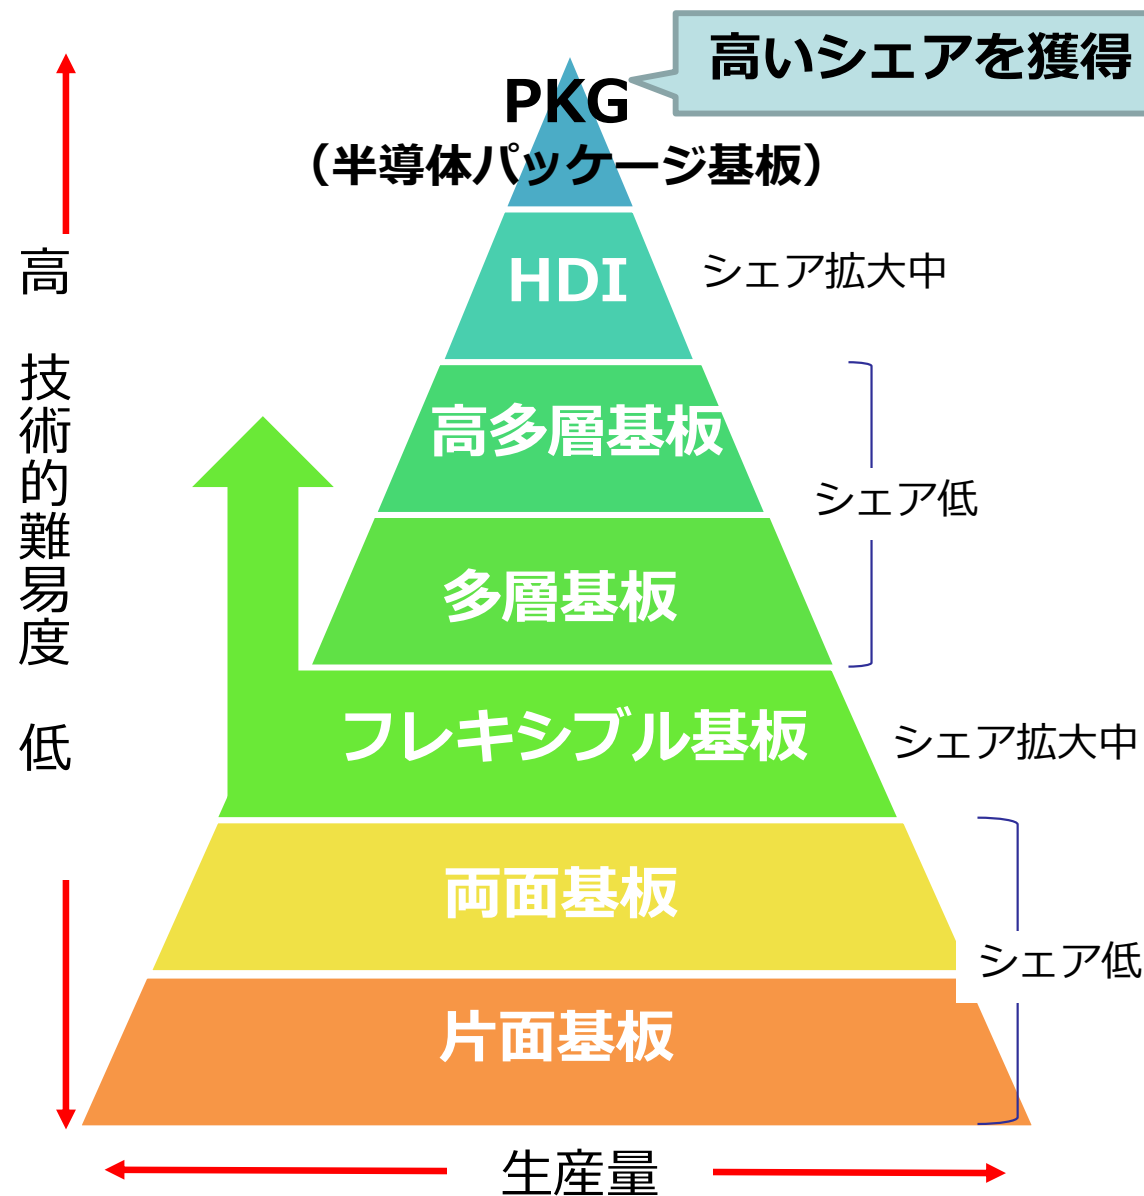 高いシェアを獲得
PKG
（半導体パッケージ基板）
HDI
シェア拡大中
高多層基板
シェア低
多層基板
フレキシブル基板
シェア拡大中
両面基板
シェア低
片面基板
高　技術的難易度　低
生産量